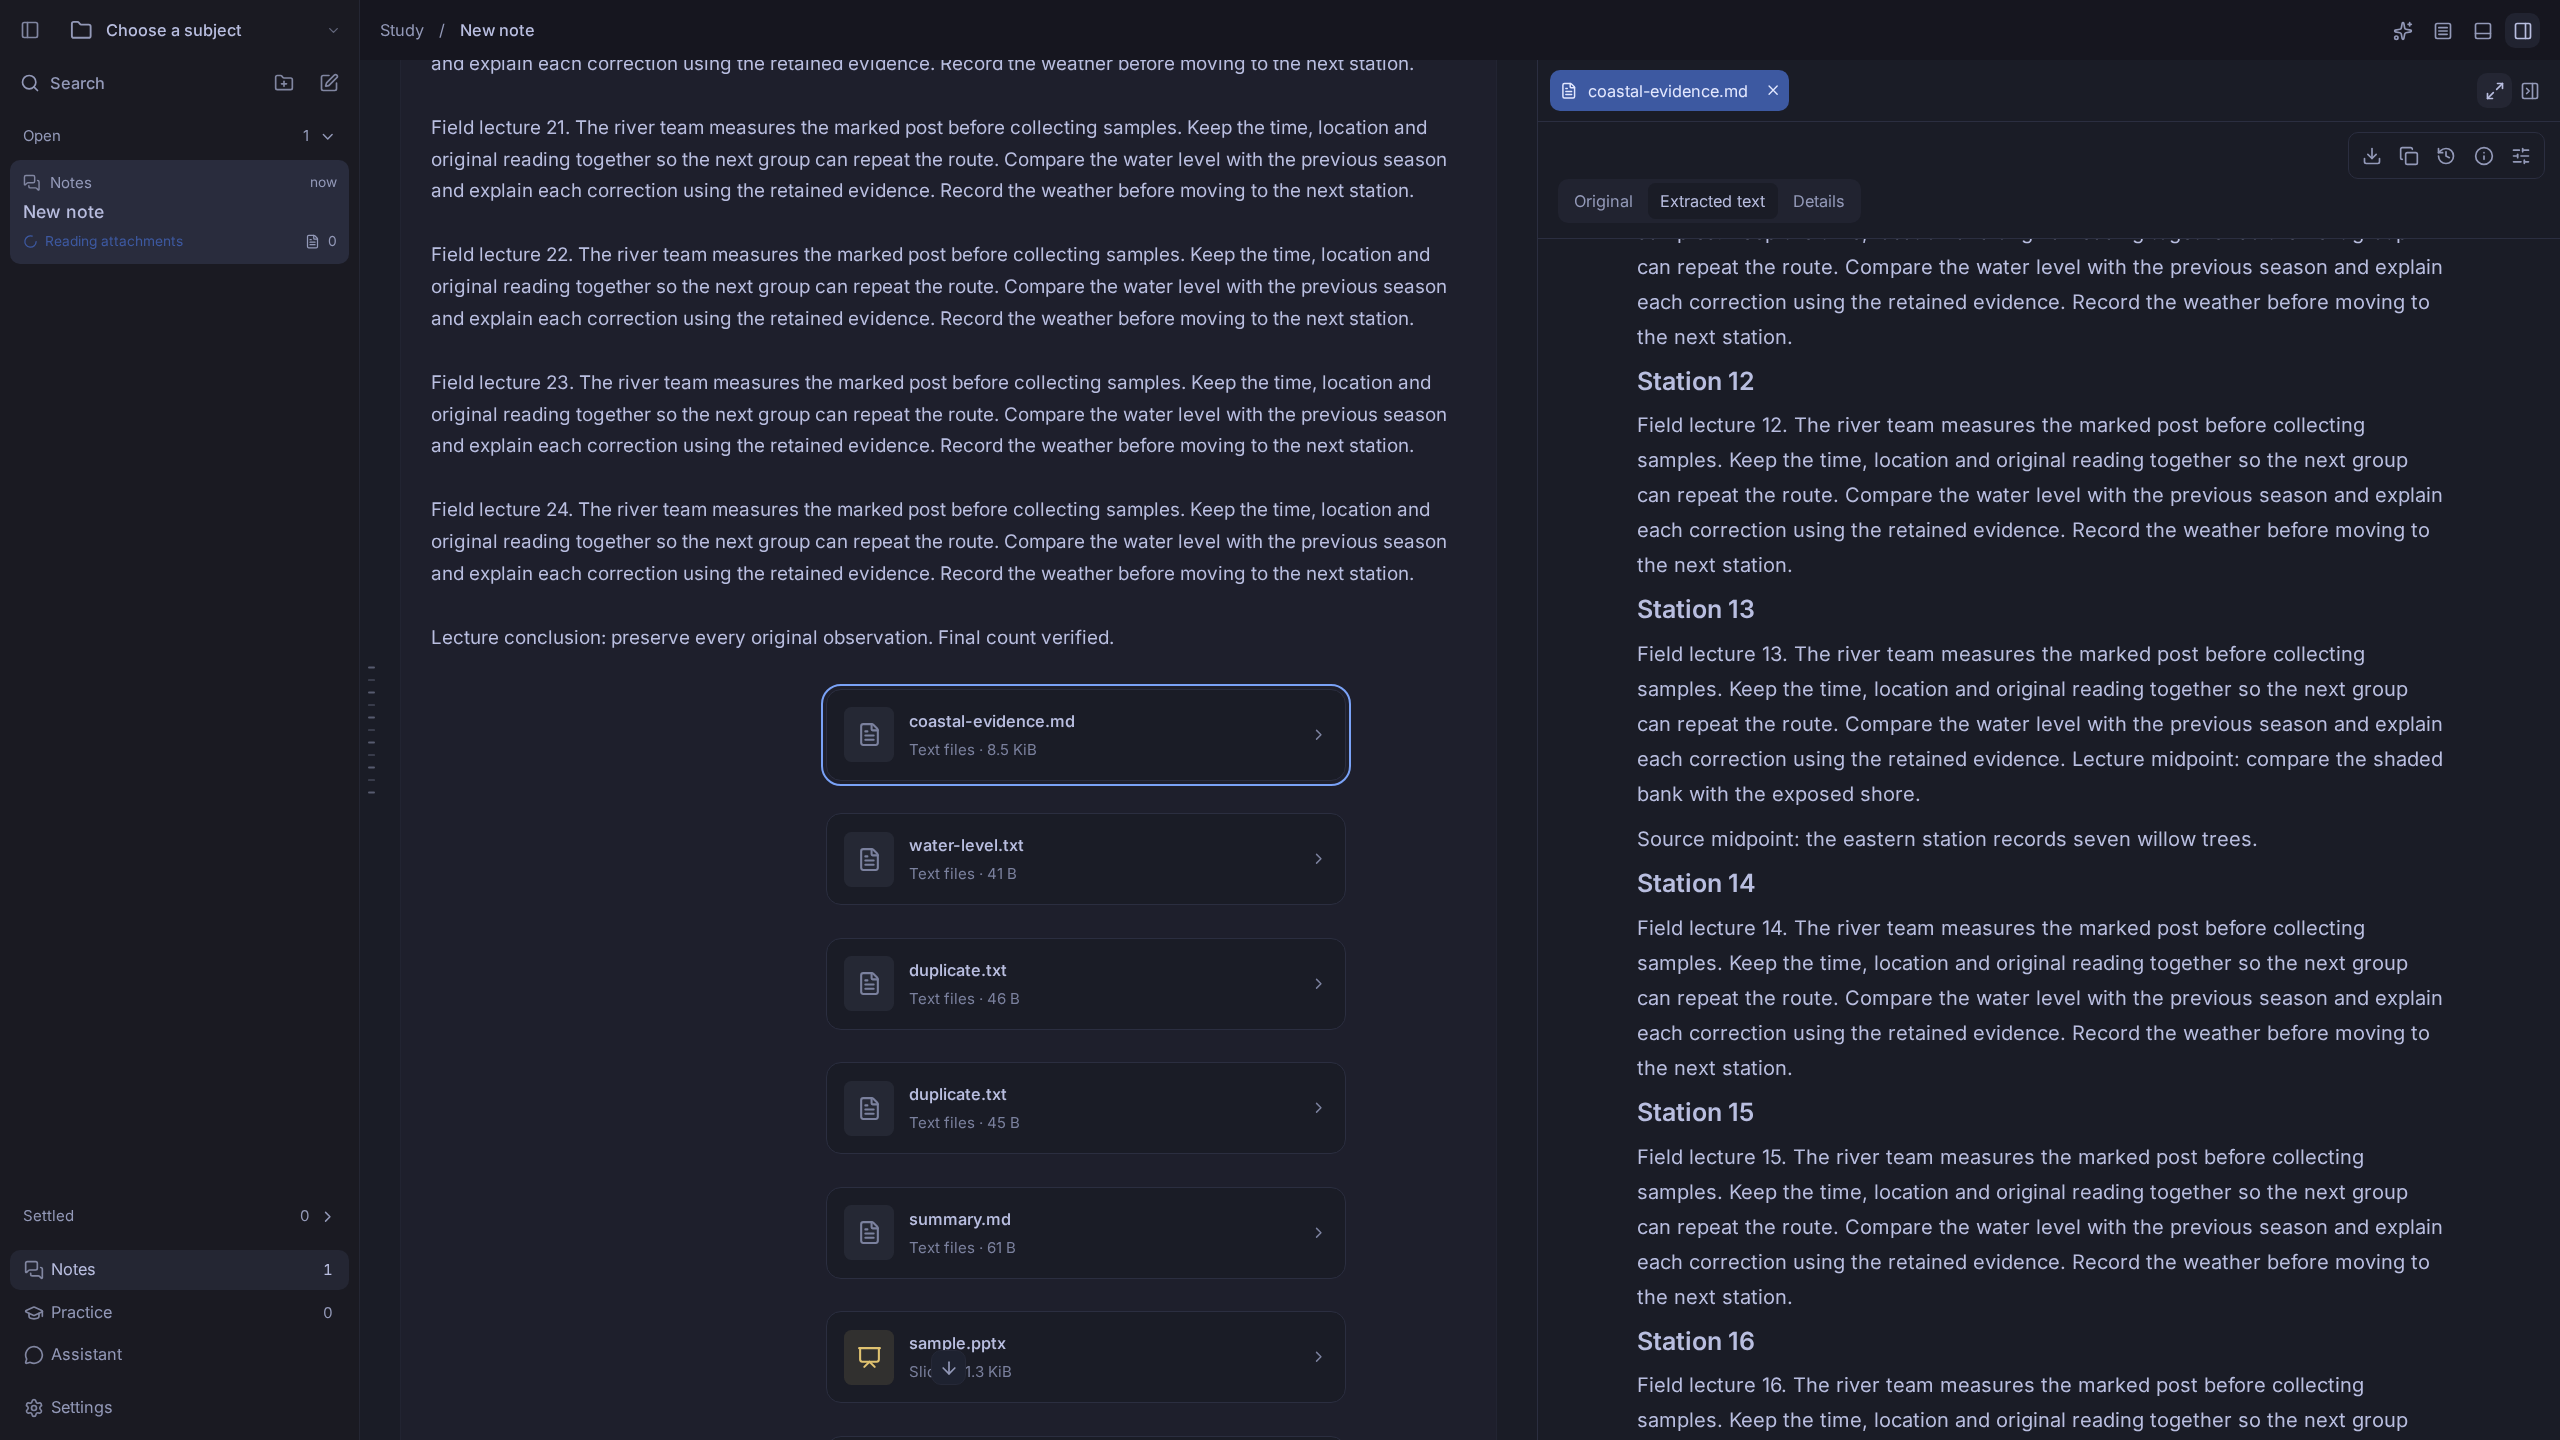 Choose a subject
Search
Open 1
Notes now
New note
Reading attachments 0
Settled 0
Notes 1
Practice 0
Assistant
Settings
Study / New note
and explain each correction using the retained evidence. Record the weather before moving to the next station.
Field lecture 21. The river team measures the marked post before collecting samples. Keep the time, location and
original reading together so the next group can repeat the route. Compare the water level with the previous season
and explain each correction using the retained evidence. Record the weather before moving to the next station.
Field lecture 22. The river team measures the marked post before collecting samples. Keep the time, location and
original reading together so the next group can repeat the route. Compare the water level with the previous season
and explain each correction using the retained evidence. Record the weather before moving to the next station.
Field lecture 23. The river team measures the marked post before collecting samples. Keep the time, location and
original reading together so the next group can repeat the route. Compare the water level with the previous season
and explain each correction using the retained evidence. Record the weather before moving to the next station.
Field lecture 24. The river team measures the marked post before collecting samples. Keep the time, location and
original reading together so the next group can repeat the route. Compare the water level with the previous season
and explain each correction using the retained evidence. Record the weather before moving to the next station.
Lecture conclusion: preserve every original observation. Final count verified.
coastal-evidence.md
Text files · 8.5 KiB
water-level.txt
Text files · 41 B
duplicate.txt
Text files · 46 B
duplicate.txt
Text files · 45 B
summary.md
Text files · 61 B
sample.pptx
1.3 KiB
coastal-evidence.md
Original Extracted text Details
can repeat the route. Compare the water level with the previous season and explain
each correction using the retained evidence. Record the weather before moving to
the next station.
Station 12
Field lecture 12. The river team measures the marked post before collecting
samples. Keep the time, location and original reading together so the next group
can repeat the route. Compare the water level with the previous season and explain
each correction using the retained evidence. Record the weather before moving to
the next station.
Station 13
Field lecture 13. The river team measures the marked post before collecting
samples. Keep the time, location and original reading together so the next group
can repeat the route. Compare the water level with the previous season and explain
each correction using the retained evidence. Lecture midpoint: compare the shaded
bank with the exposed shore.
Source midpoint: the eastern station records seven willow trees.
Station 14
Field lecture 14. The river team measures the marked post before collecting
samples. Keep the time, location and original reading together so the next group
can repeat the route. Compare the water level with the previous season and explain
each correction using the retained evidence. Record the weather before moving to
the next station.
Station 15
Field lecture 15. The river team measures the marked post before collecting
samples. Keep the time, location and original reading together so the next group
can repeat the route. Compare the water level with the previous season and explain
each correction using the retained evidence. Record the weather before moving to
the next station.
Station 16
Field lecture 16. The river team measures the marked post before collecting
samples. Keep the time, location and original reading together so the next group